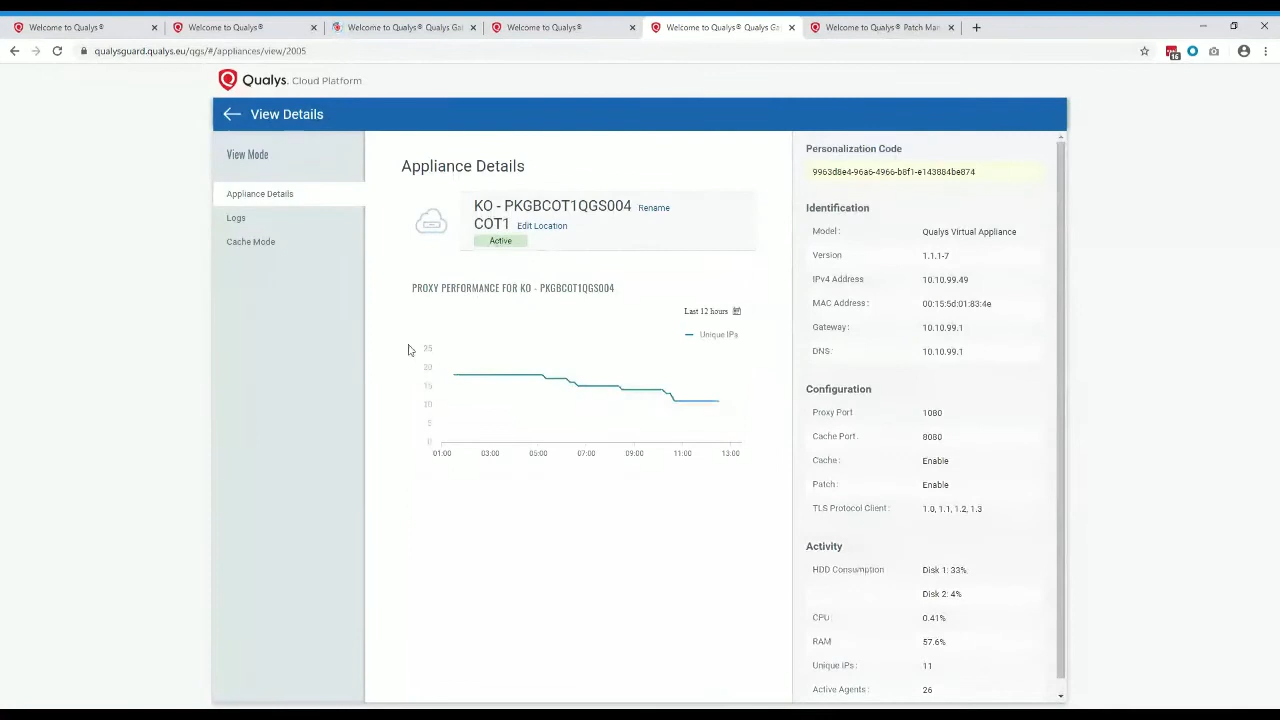 Welcome to Qualys®
Welcome to Qualys®
Welcome to Qualys® Qualys Gat
Welcome to Qualys®
Welcome to Qualys® Qualys Ga
Welcome to Qualys® Patch Man
qualysguard.qualys.eu/qgs/#/appliances/view/2005
Qualys. Cloud Platform
View Details
View Mode
Appliance Details
Logs
Cache Mode
Appliance Details
KO - PKGBCOT1QGS004 Rename
COT1 Edit Location
Active
PROXY PERFORMANCE FOR KO - PKGBCOT1QGS004
Last 12 hours
Unique IPs
25
20
15
10
5
0
01:00 03:00 05:00 07:00 09:00 11:00 13:00
Personalization Code
9963d8e4-96a6-4966-b8f1-e143884be874
Identification
Model : Qualys Virtual Appliance
Version 1.1.1-7
IPv4 Address 10.10.99.49
MAC Address : 00:15:5d:01:83:4e
Gateway : 10.10.99.1
DNS : 10.10.99.1
Configuration
Proxy Port 1080
Cache Port : 8080
Cache : Enable
Patch : Enable
TLS Protocol Client : 1.0, 1.1, 1.2, 1.3
Activity
HDD Consumption Disk 1: 33%
Disk 2: 4%
CPU : 0.41%
RAM 57.6%
Unique IPs : 11
Active Agents : 26